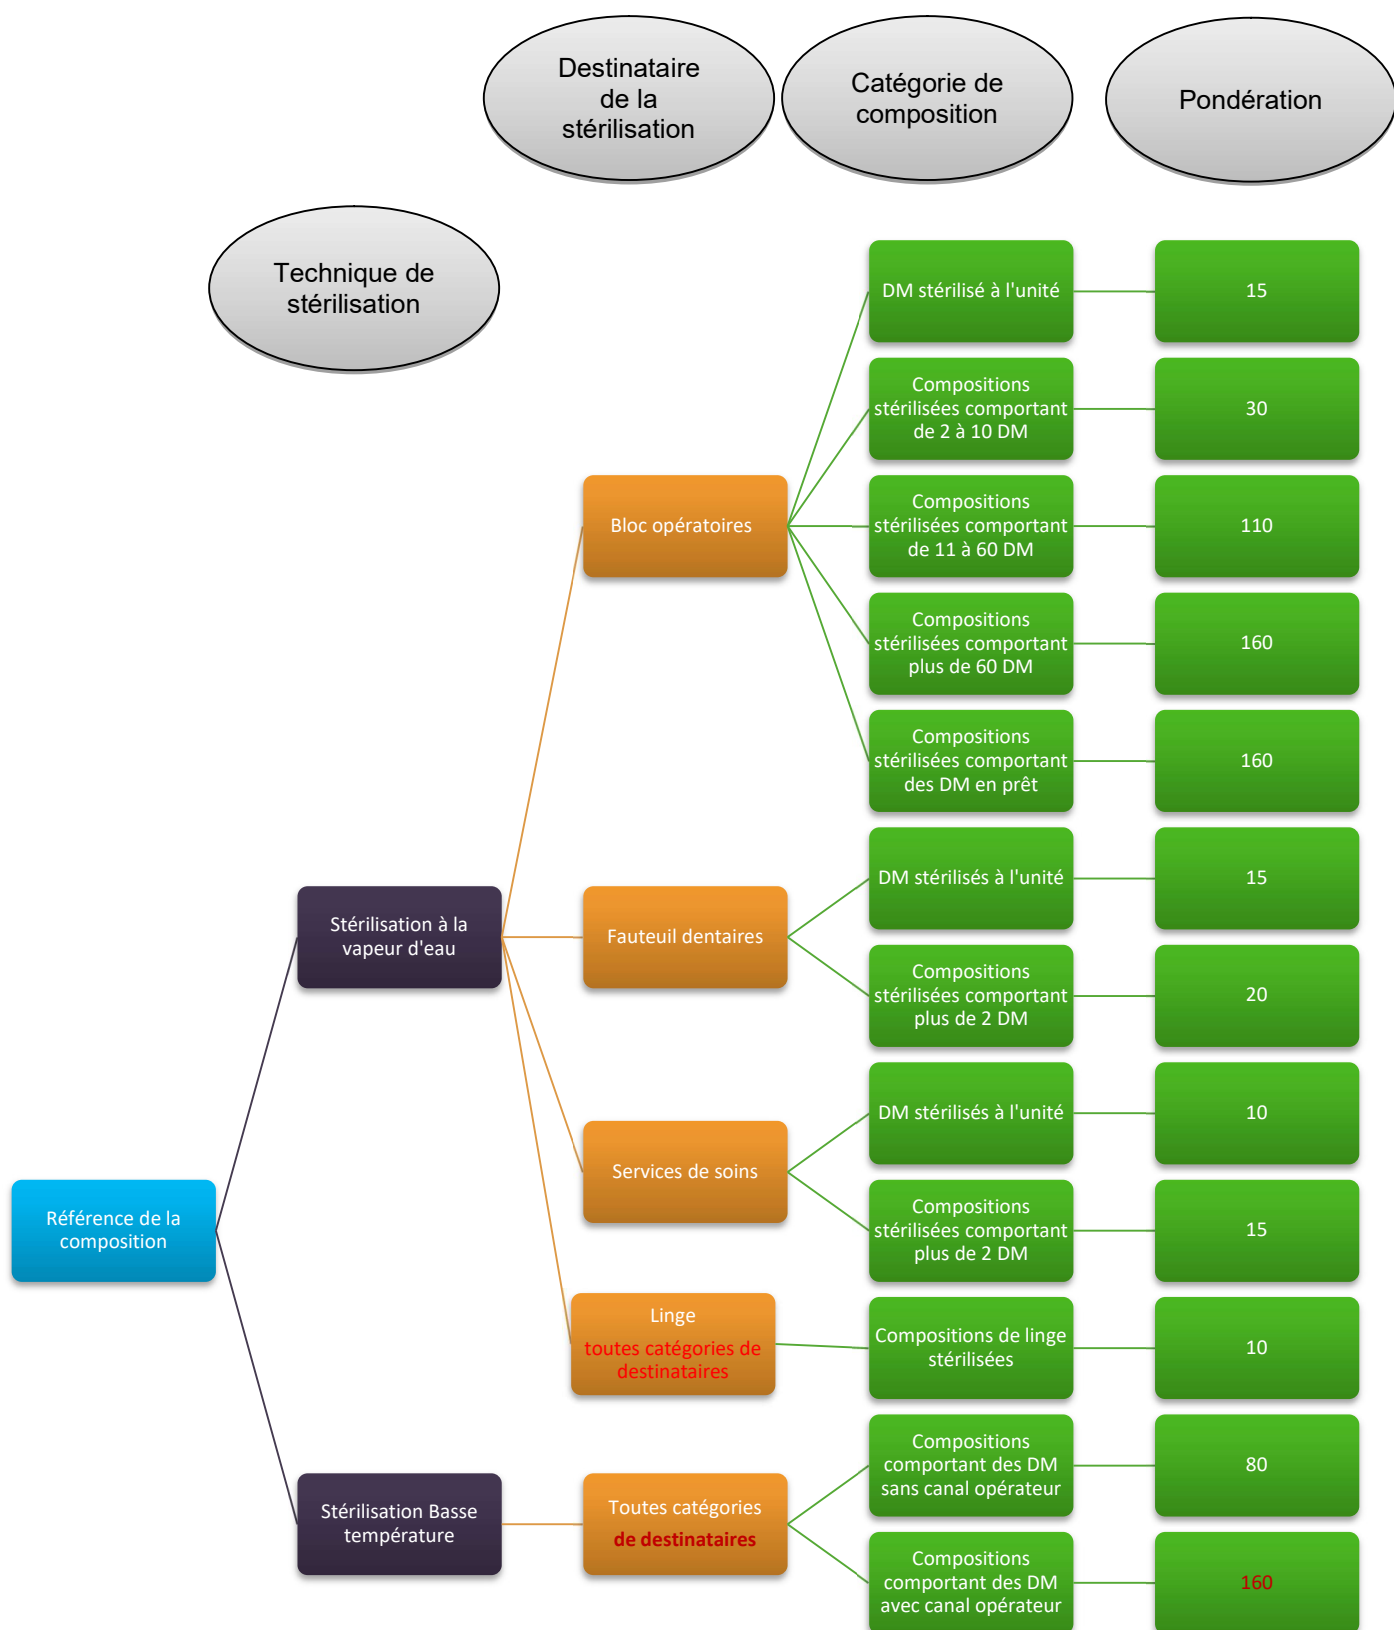 Destinataire
de la
stérilisation
Catégorie de
composition
Pondération
Technique de
stérilisation
DM stérilisé à l'unité
15
Compositions
stérilisées comportant
de 2 à 10 DM
30
Bloc opératoires
Compositions
stérilisées comportant
de 11 à 60 DM
110
Compositions
stérilisées comportant
plus de 60 DM
160
Compositions
stérilisées comportant
des DM en prêt
160
Stérilisation à la
vapeur d'eau
Fauteuil dentaires
DM stérilisés à l'unité
15
Compositions
stérilisées comportant
plus de 2 DM
20
Services de soins
DM stérilisés à l'unité
10
Compositions
stérilisées comportant
plus de 2 DM
15
Référence de la
composition
Linge
toutes catégories de
destinataires
Compositions de linge
stérilisées
10
Stérilisation Basse
température
Toutes catégories
de destinataires
Compositions
comportant des DM
sans canal opérateur
80
Compositions
comportant des DM
avec canal opérateur
160